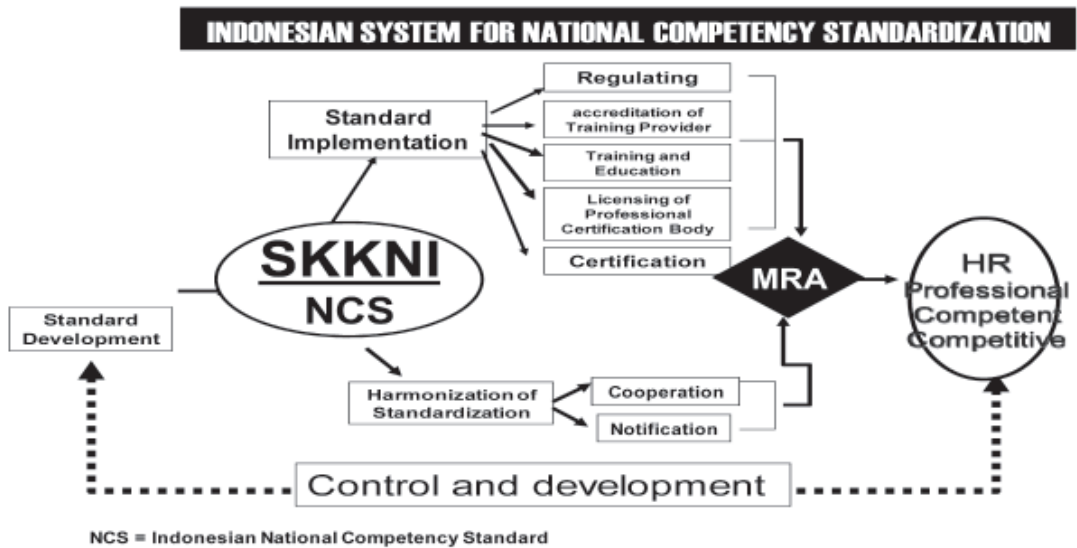 INDONESIAN SYSTEM FOR NATIONAL COMPETENCY STANDARDIZATION
Standard
Implementation
Regulating
accreditation of
Training Provider
Training and
Education
Licensing of
Professional
Certification Body
Certification
SKKNI
NCS
MRA
HR
Professional
Competent
Competitive
Standard
Development
Harmonization of
Standardization
Cooperation
Notification
Control and development
NCS = Indonesian National Competency Standard